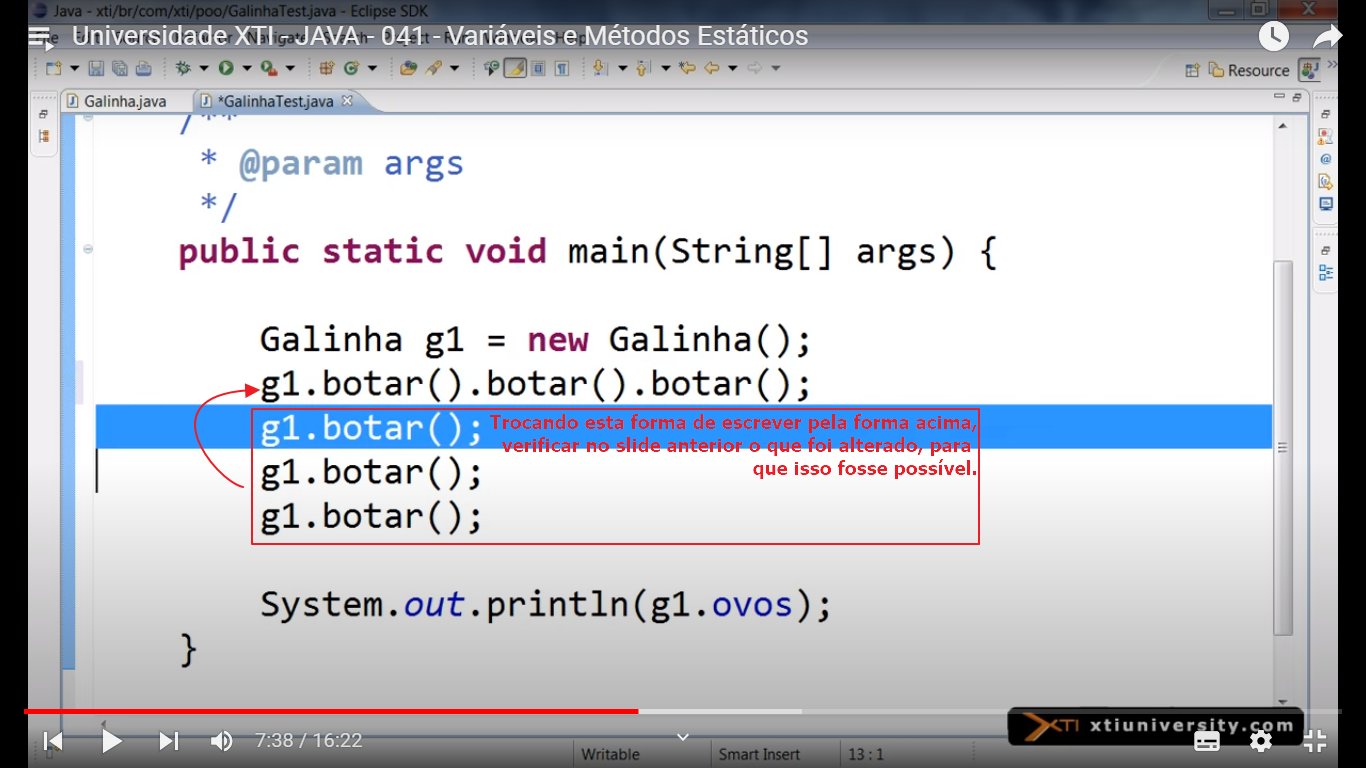 Java - xti/br/com/xti/poo/GalinhaTest.java - Eclipse SDK
Universidade XTI - JAVA - 041 - Variáveis e Métodos Estáticos
Resource
Galinha.java
*GalinhaTest.java
/**
* @param args
*/
public static void main(String[] args) {
Galinha g1 = new Galinha();
g1.botar().botar().botar();
g1.botar(); Trocando esta forma de escrever pela forma acima,
verificar no slide anterior o que foi alterado, para
que isso fosse possível.
g1.botar();
g1.botar();
System.out.println(g1.ovos);
}
XTI xtiuniversity.com
7:38 / 16:22
Writable
Smart Insert
13 : 1